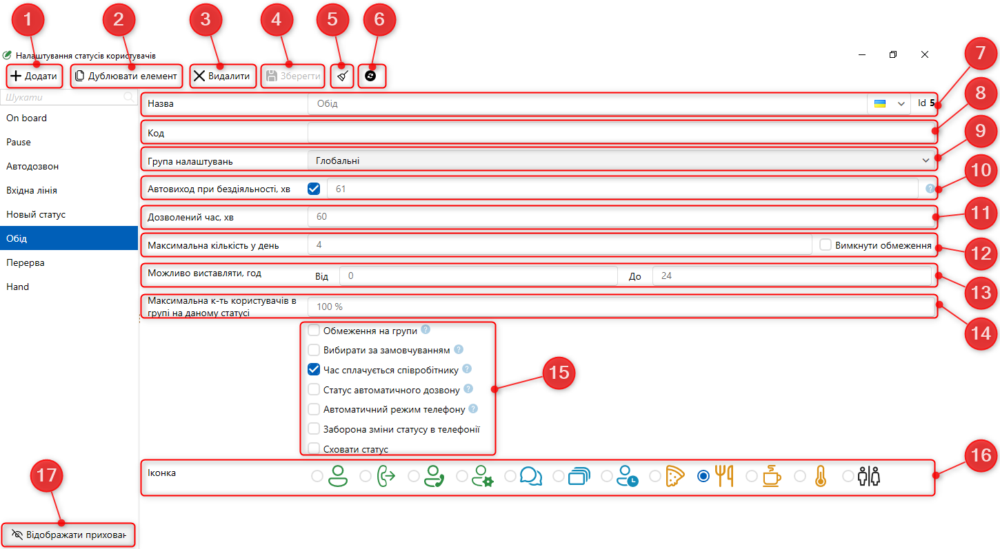 1
2
3
4
5
6
Налаштування статусів користувачів
7
Додати
Дублювати елемент
Видалити
Зберегти
Шукати
Назва
Обід
Id 5
8
On board
Код
9
Pause
Група налаштувань
Глобальні
Автодозвон
10
Вхідна лінія
Автовихід при бездіяльності, хв
61
?
Новый статус
Дозволений час, хв
60
11
Обід
Максимальна кількість у день
4
Вимкнути обмеження
12
Перерва
Можливо виставляти, год
Від
0
До
24
Hand
13
Максимальна к-ть користувачів в
групі на даному статусі
100 %
14
Обмеження на групи ?
Вибирати за замовчуванням ?
Час сплачується співробітнику ?
15
Статус автоматичного дозвону ?
Автоматичний режим телефону ?
Заборона зміни статусу в телефонії
Сховати статус
16
Іконка
17
Відображати прихован